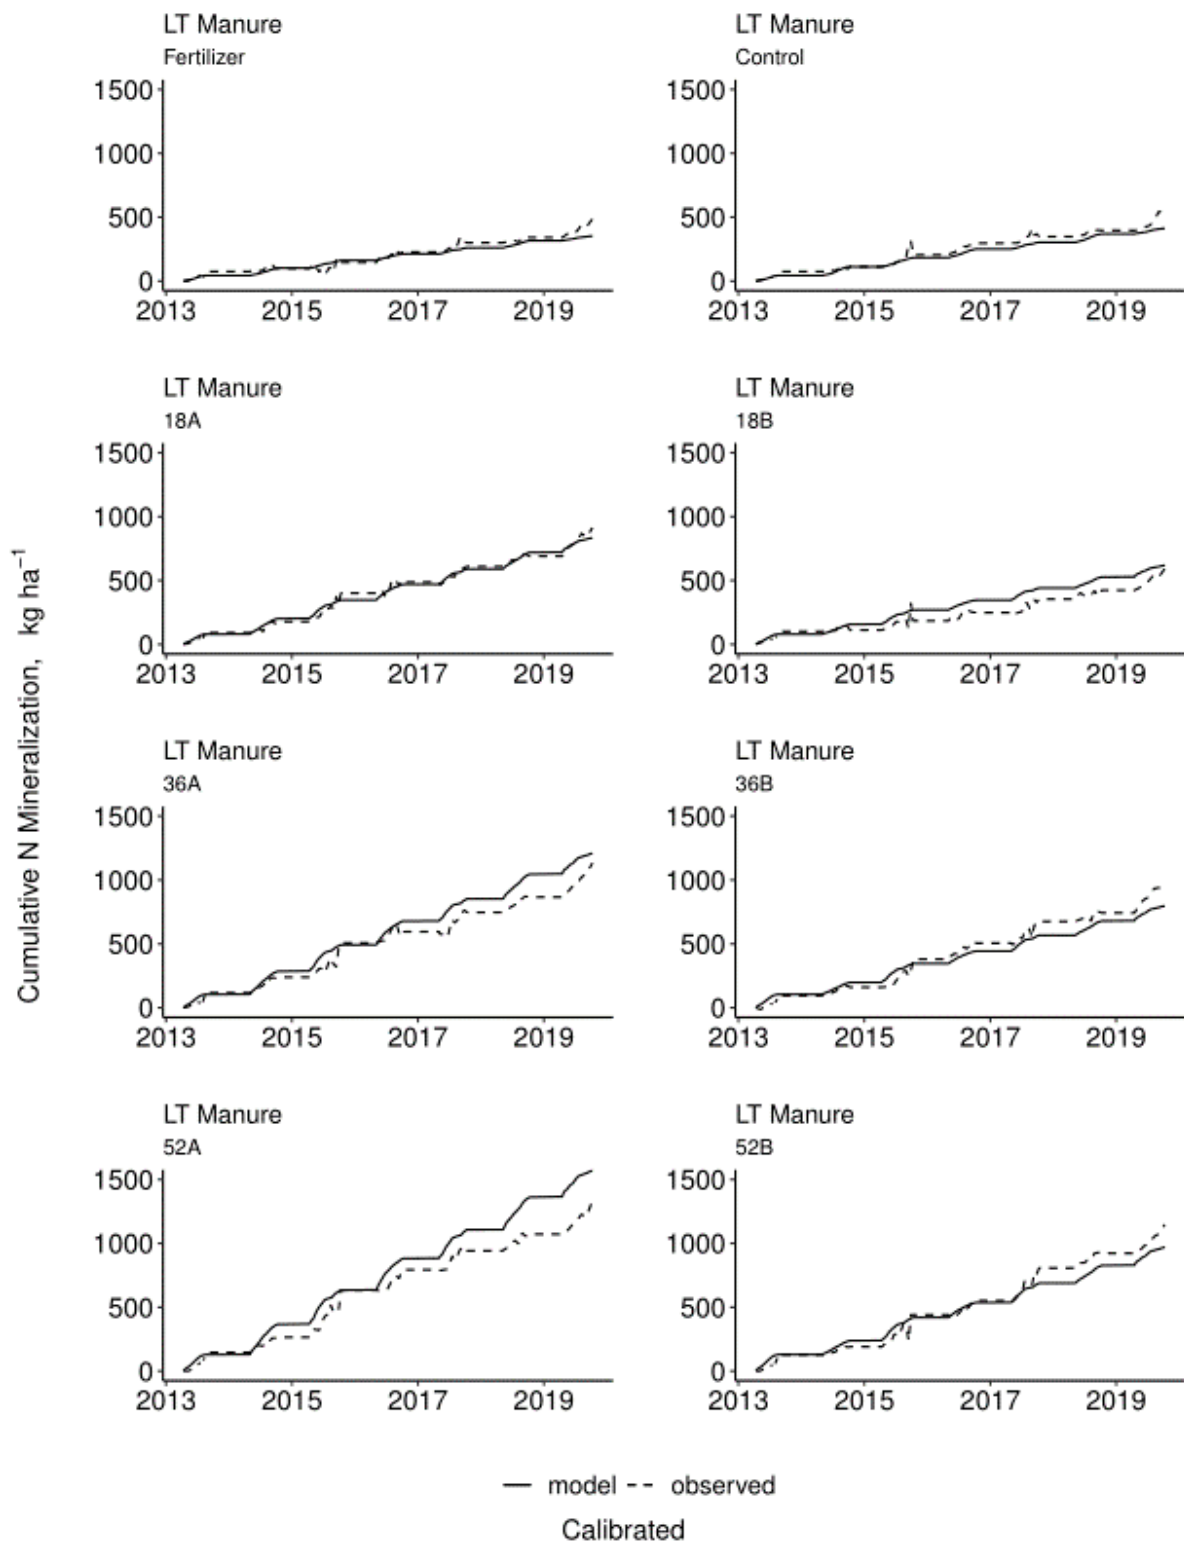 LT Manure
Fertilizer
1500
1000
500
0
2013 2015 2017 2019
LT Manure
Control
1500
1000
500
0
2013 2015 2017 2019
LT Manure
18A
1500
1000
500
0
2013 2015 2017 2019
LT Manure
18B
1500
1000
500
0
2013 2015 2017 2019
LT Manure
36A
1500
1000
500
0
2013 2015 2017 2019
LT Manure
36B
1500
1000
500
0
2013 2015 2017 2019
LT Manure
52A
1500
1000
500
0
2013 2015 2017 2019
LT Manure
52B
1500
1000
500
0
2013 2015 2017 2019
Cumulative N Mineralization, kg ha⁻¹
model observed
Calibrated